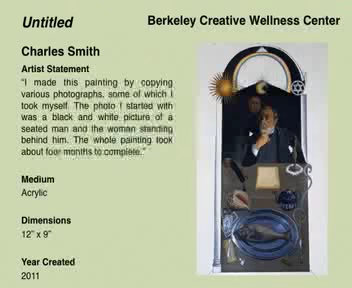 Untitled
Berkeley Creative Wellness Center
Charles Smith
Artist Statement
"I made this painting by copying
various photographs, some of which I
took myself. The photo I started with
was a black and white picture of a
seated man and the woman standing
behind him. The whole painting took
about four months to complete."
Medium
Acrylic
Dimensions
12" x 9"
Year Created
2011